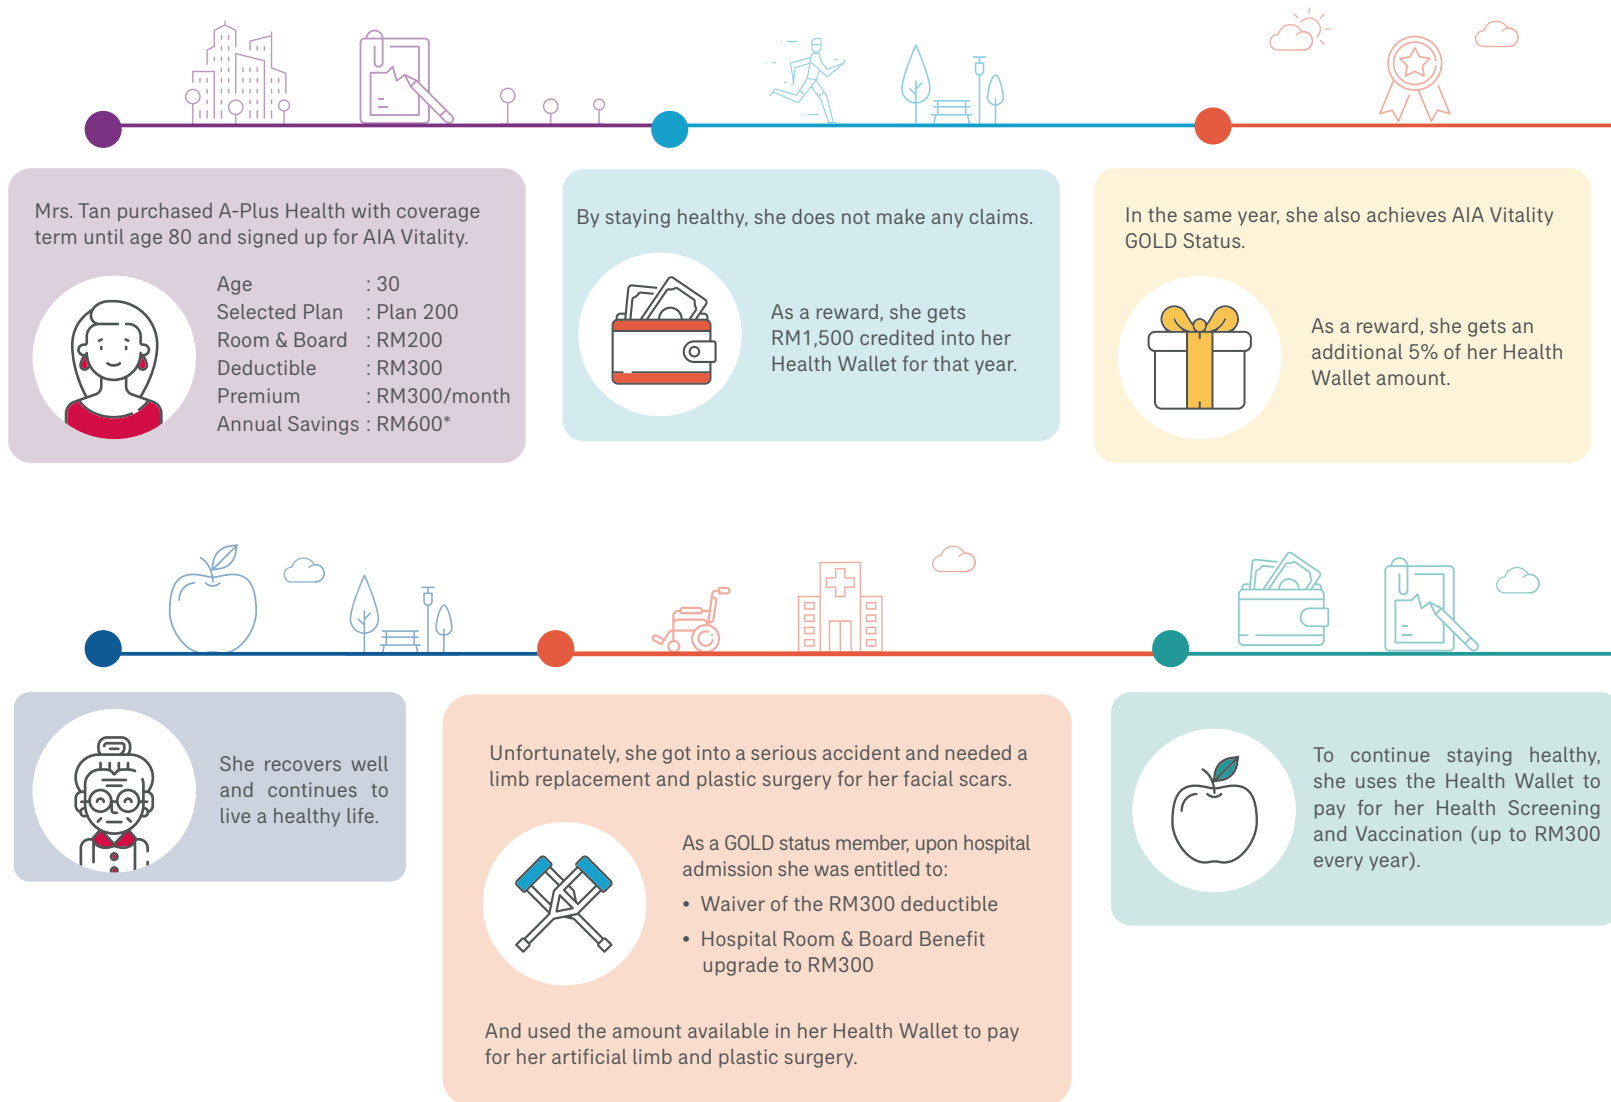 Mrs. Tan purchased A-Plus Health with coverage
term until age 80 and signed up for AIA Vitality.
Age : 30
Selected Plan : Plan 200
Room & Board : RM200
Deductible : RM300
Premium : RM300/month
Annual Savings : RM600*
By staying healthy, she does not make any claims.
As a reward, she gets
RM1,500 credited into her
Health Wallet for that year.
In the same year, she also achieves AIA Vitality
GOLD Status.
As a reward, she gets an
additional 5% of her Health
Wallet amount.
She recovers well
and continues to
live a healthy life.
Unfortunately, she got into a serious accident and needed a
limb replacement and plastic surgery for her facial scars.
As a GOLD status member, upon hospital
admission she was entitled to:
• Waiver of the RM300 deductible
• Hospital Room & Board Benefit
upgrade to RM300
And used the amount available in her Health Wallet to pay
for her artificial limb and plastic surgery.
To continue staying healthy,
she uses the Health Wallet to
pay for her Health Screening
and Vaccination (up to RM300
every year).